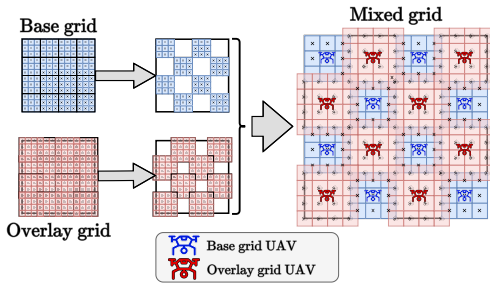 Base grid
Mixed grid
Overlay grid
Base grid UAV
Overlay grid UAV